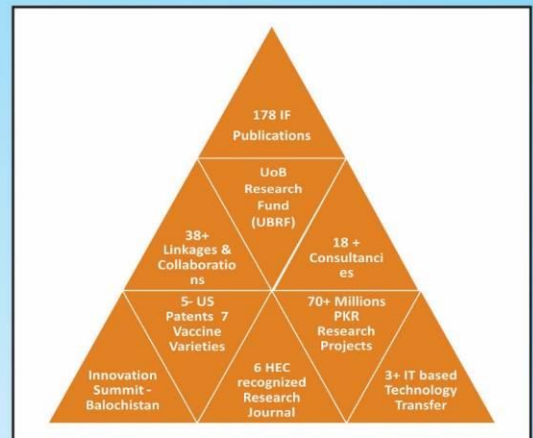 178 IF
Publications
UoB
Research
Fund
(UBRF)
38+
Linkages &
Collaboratio
ns
18 +
Consultanci
es
5- US
Patents 7
Vaccine
Varieties
70+ Millions
PKR
Research
Projects
Innovation
Summit -
Balochistan
6 HEC
recognized
Research
Journal
3+ IT based
Technology
Transfer